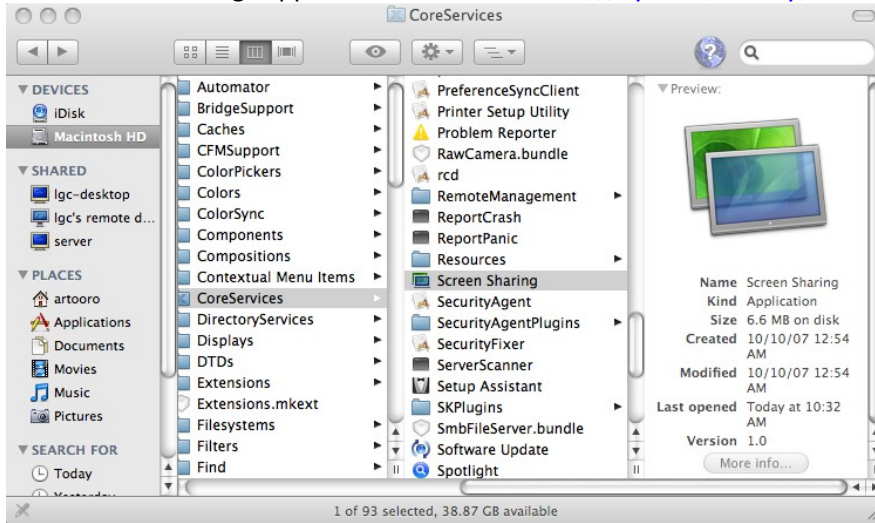 CoreServices
DEVICES
iDisk
Macintosh HD
SHARED
lgc-desktop
lgc's remote d...
server
PLACES
artooro
Applications
Documents
Movies
Music
Pictures
SEARCH FOR
Today
Automator
BridgeSupport
Caches
CFMSupport
ColorPickers
Colors
ColorSync
Components
Compositions
Contextual Menu Items
CoreServices
DirectoryServices
Displays
DTDs
Extensions
Extensions.mkext
Filesystems
Filters
Find
PreferenceSyncClient
Printer Setup Utility
Problem Reporter
RawCamera.bundle
rcd
RemoteManagement
ReportCrash
ReportPanic
Resources
Screen Sharing
SecurityAgent
SecurityAgentPlugins
SecurityFixer
ServerScanner
Setup Assistant
SKPlugins
SmbFileServer.bundle
Software Update
Spotlight
Preview:
Name Screen Sharing
Kind Application
Size 6.6 MB on disk
Created 10/10/07 12:54
AM
Modified 10/10/07 12:54
AM
Last opened Today at 10:32
AM
Version 1.0
More info...
1 of 93 selected, 38.87 GB available